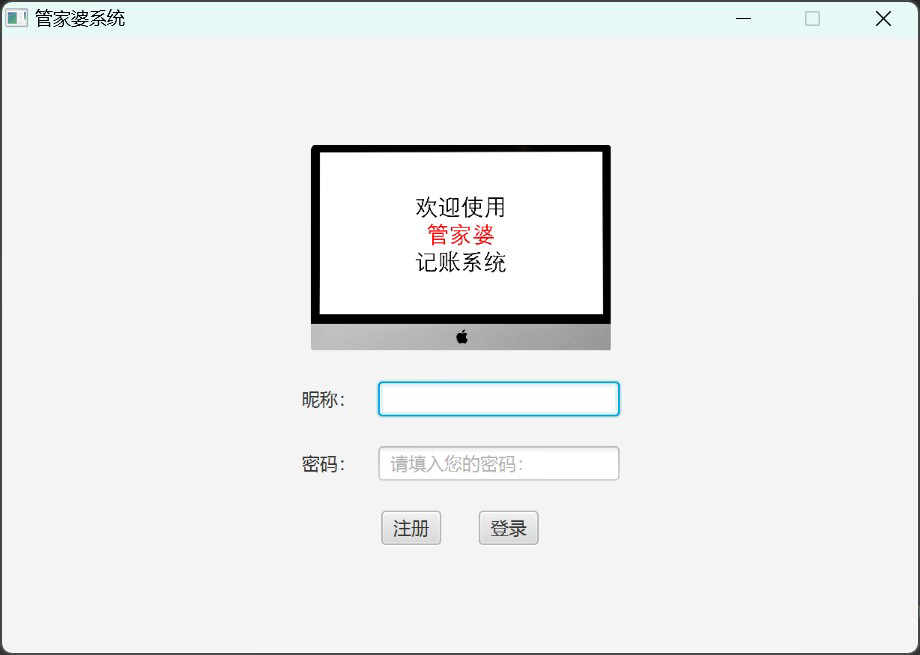 管家婆系统
欢迎使用
管家婆
记账系统
昵称：
密码： 请填入您的密码：
注册 登录